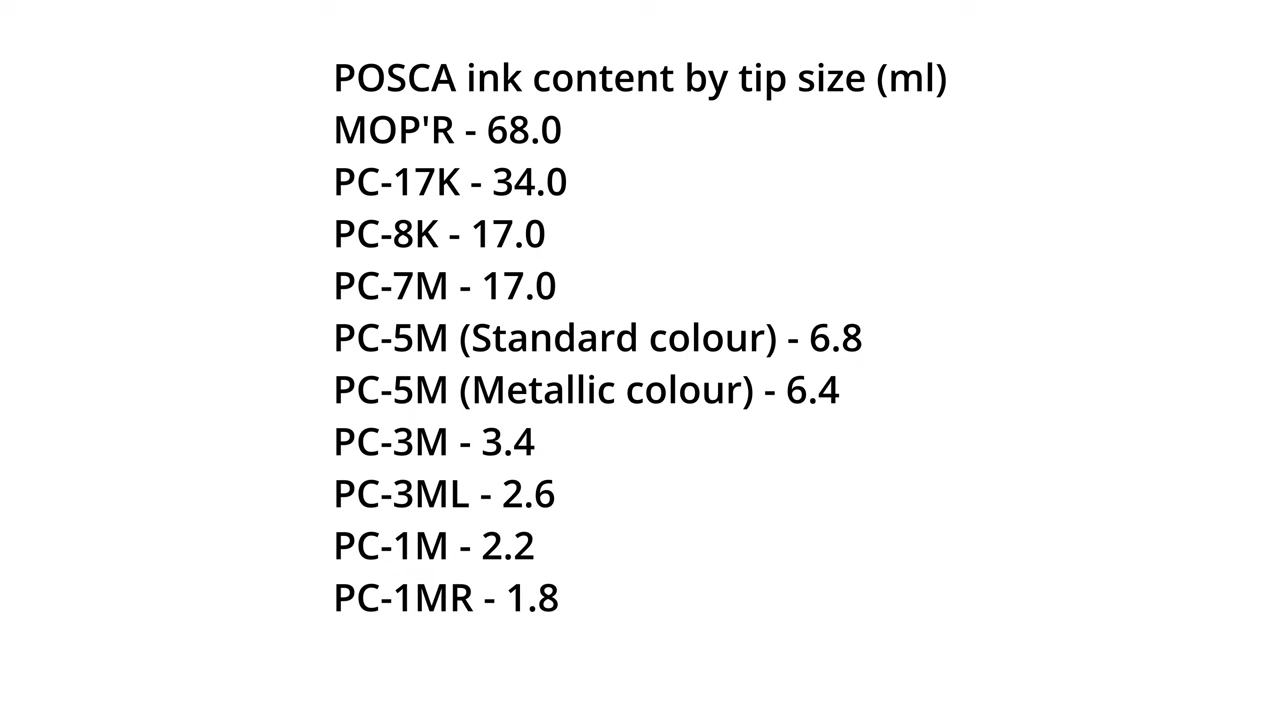 POSCA ink content by tip size (ml)
MOP'R - 68.0
PC-17K - 34.0
PC-8K - 17.0
PC-7M - 17.0
PC-5M (Standard colour) - 6.8
PC-5M (Metallic colour) - 6.4
PC-3M - 3.4
PC-3ML - 2.6
PC-1M - 2.2
PC-1MR - 1.8